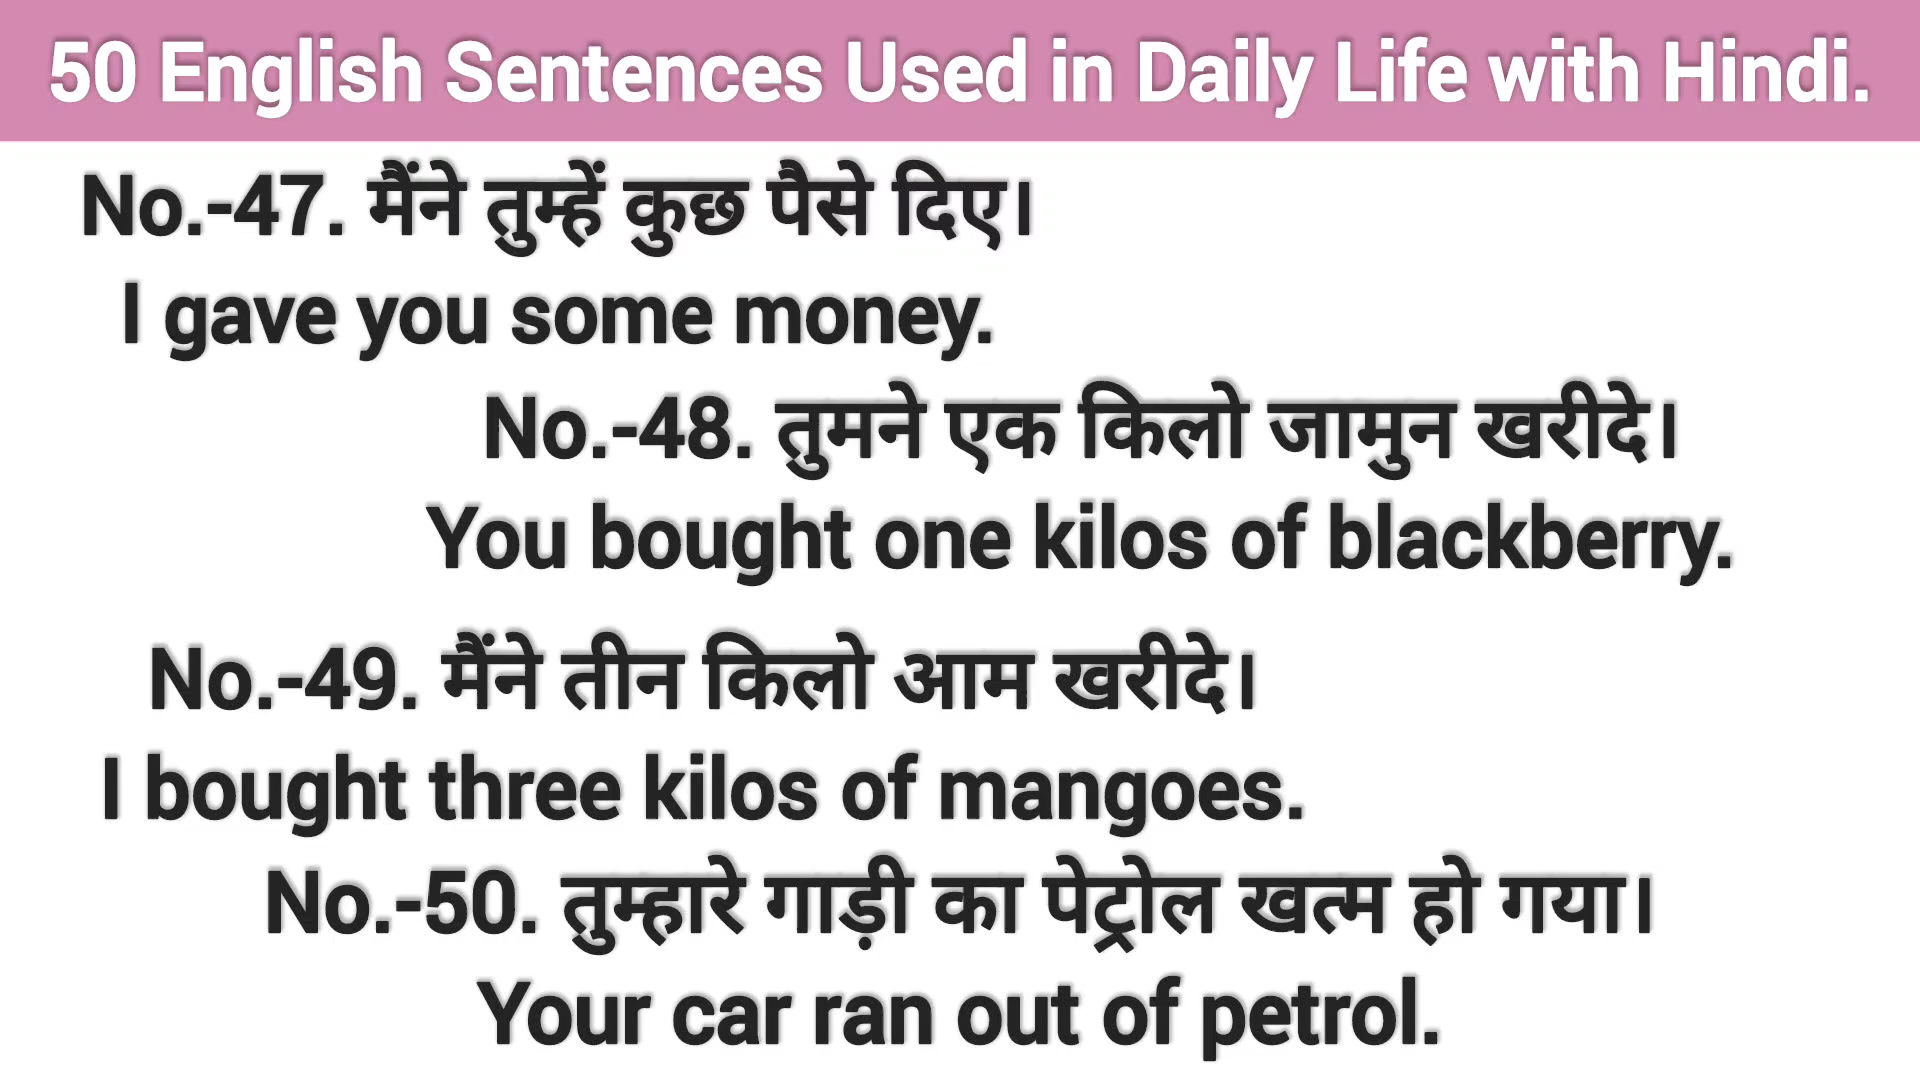 50 English Sentences Used in Daily Life with Hindi.
No.-47. मैंने तुम्हें कुछ पैसे दिए।
I gave you some money.
No.-48. तुमने एक किलो जामुन खरीदे।
You bought one kilos of blackberry.
No.-49. मैंने तीन किलो आम खरीदे।
I bought three kilos of mangoes.
No.-50. तुम्हारे गाड़ी का पेट्रोल खत्म हो गया।
Your car ran out of petrol.